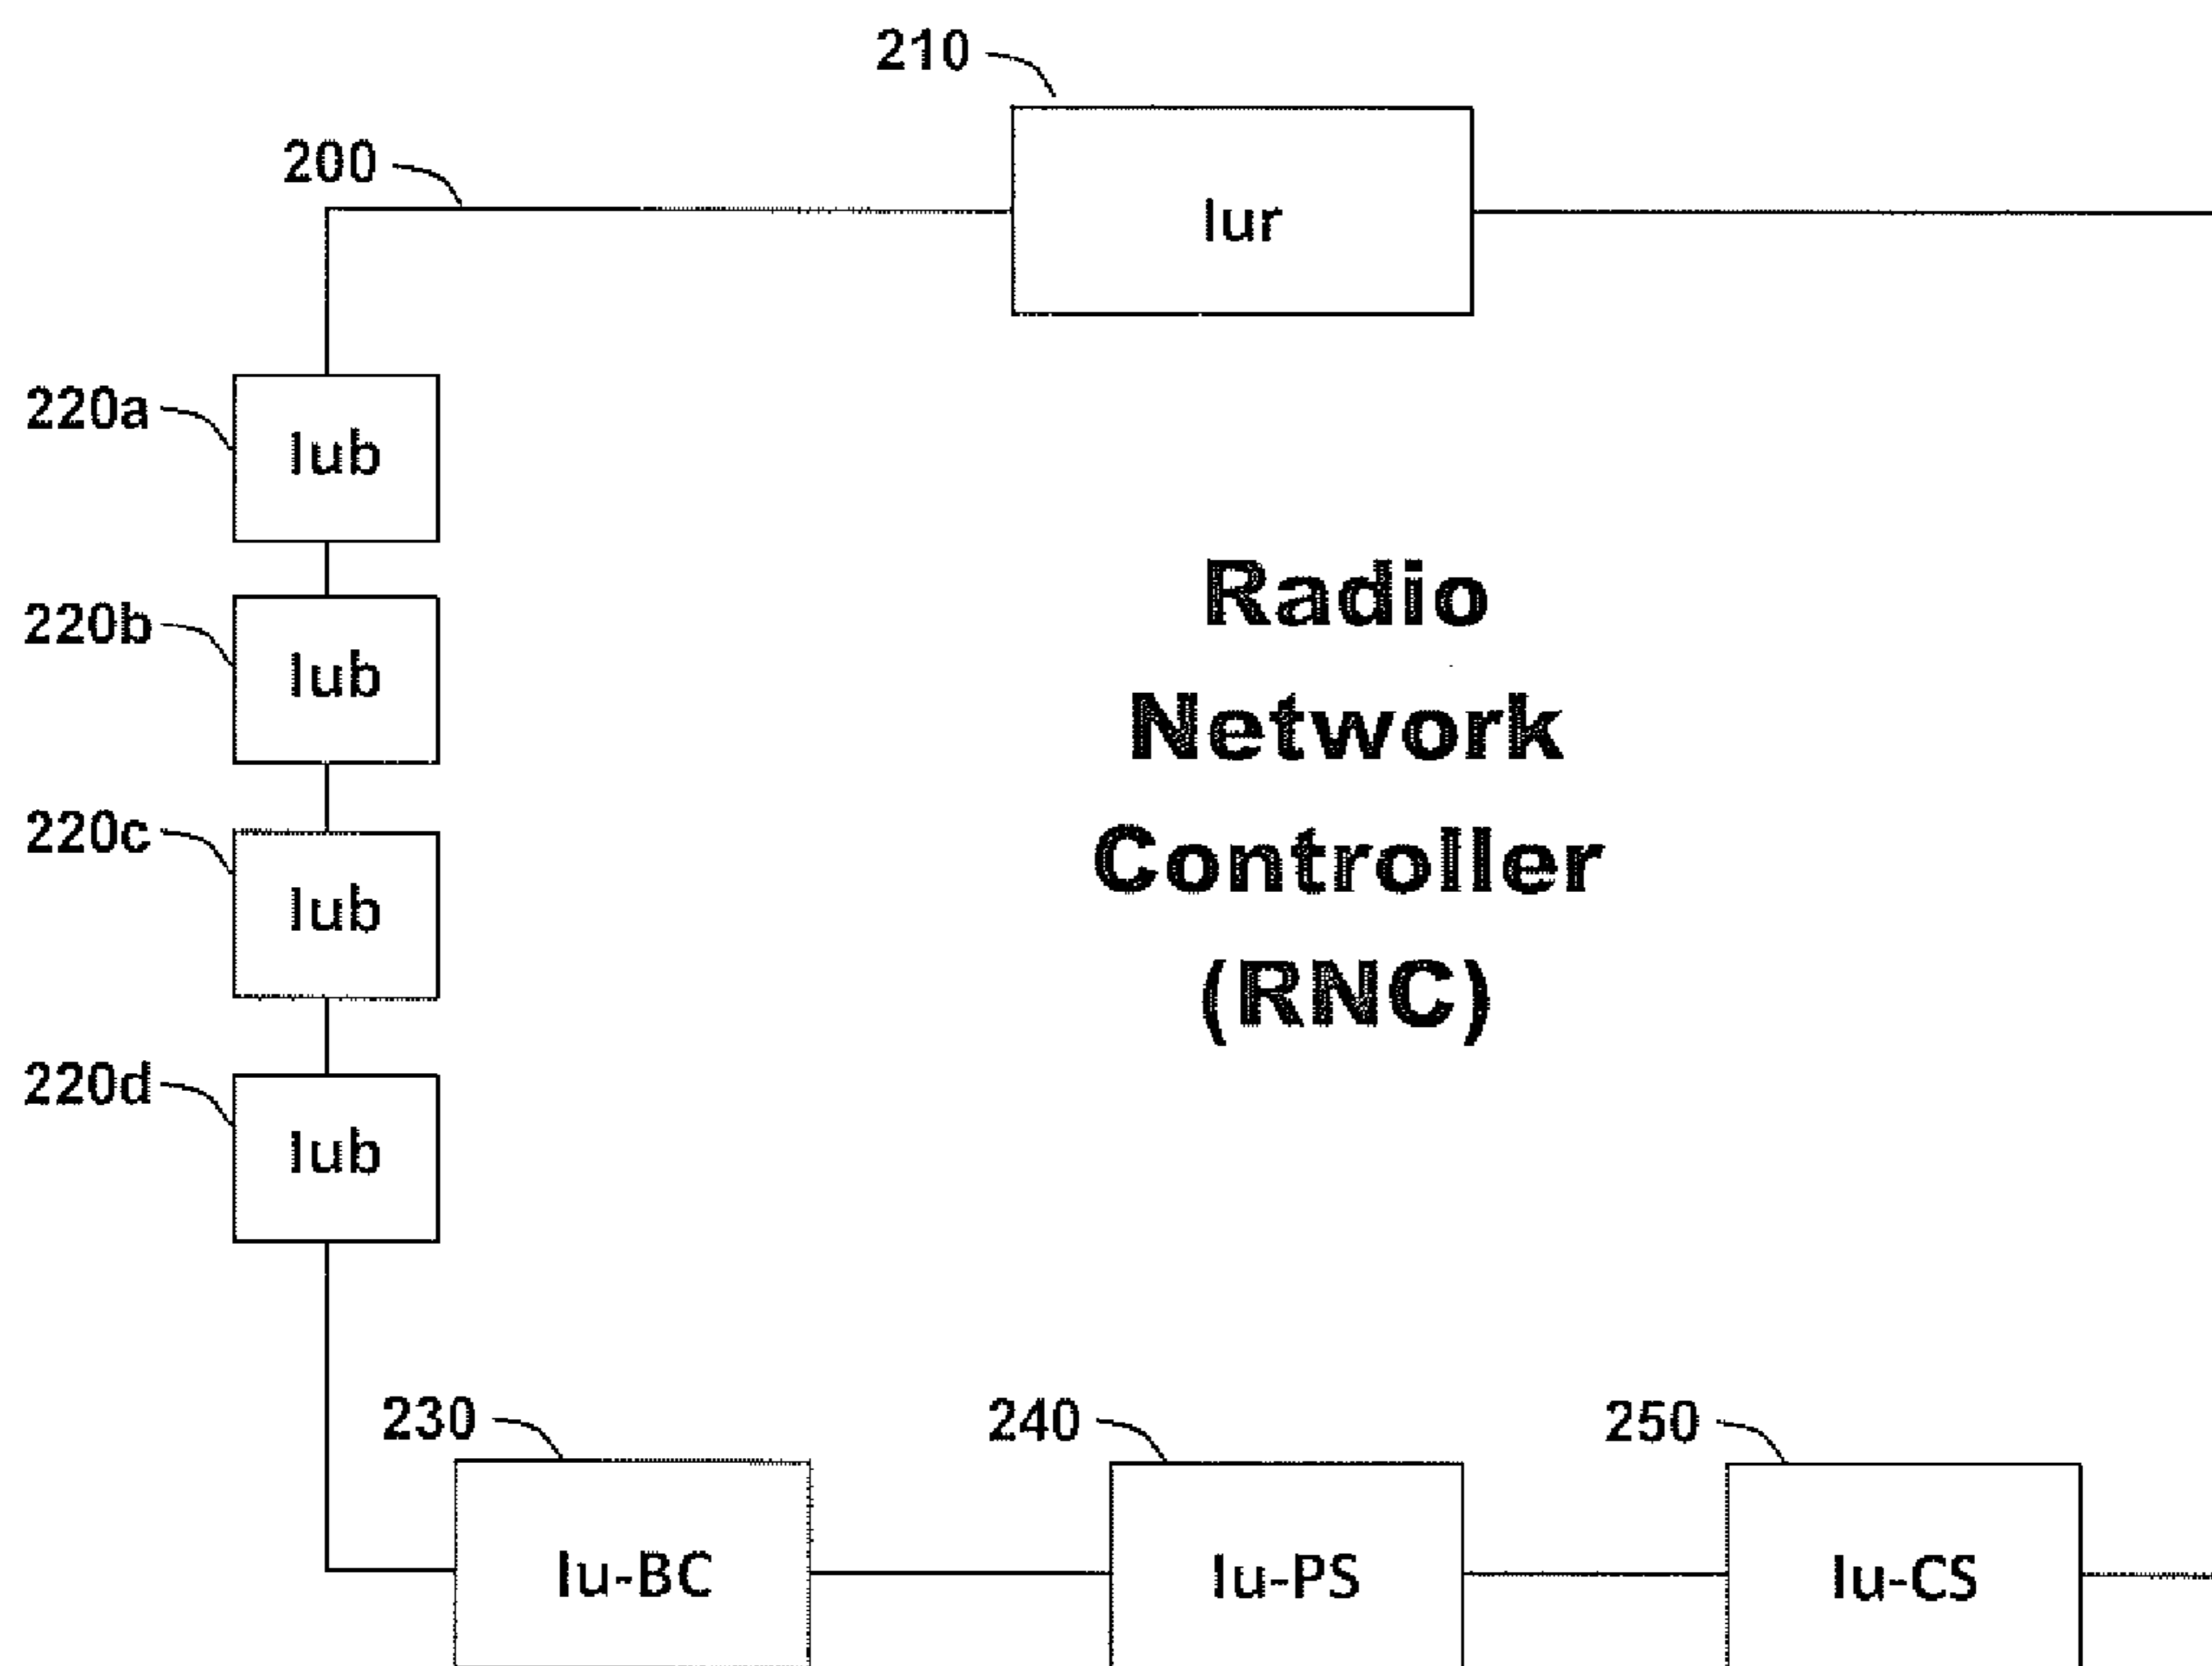 210
200
Iur
220a
Iub
220b
Iub
Radio
Network
Controller
(RNC)
220c
Iub
220d
Iub
230
240
250
Iu-BC
Iu-PS
Iu-CS